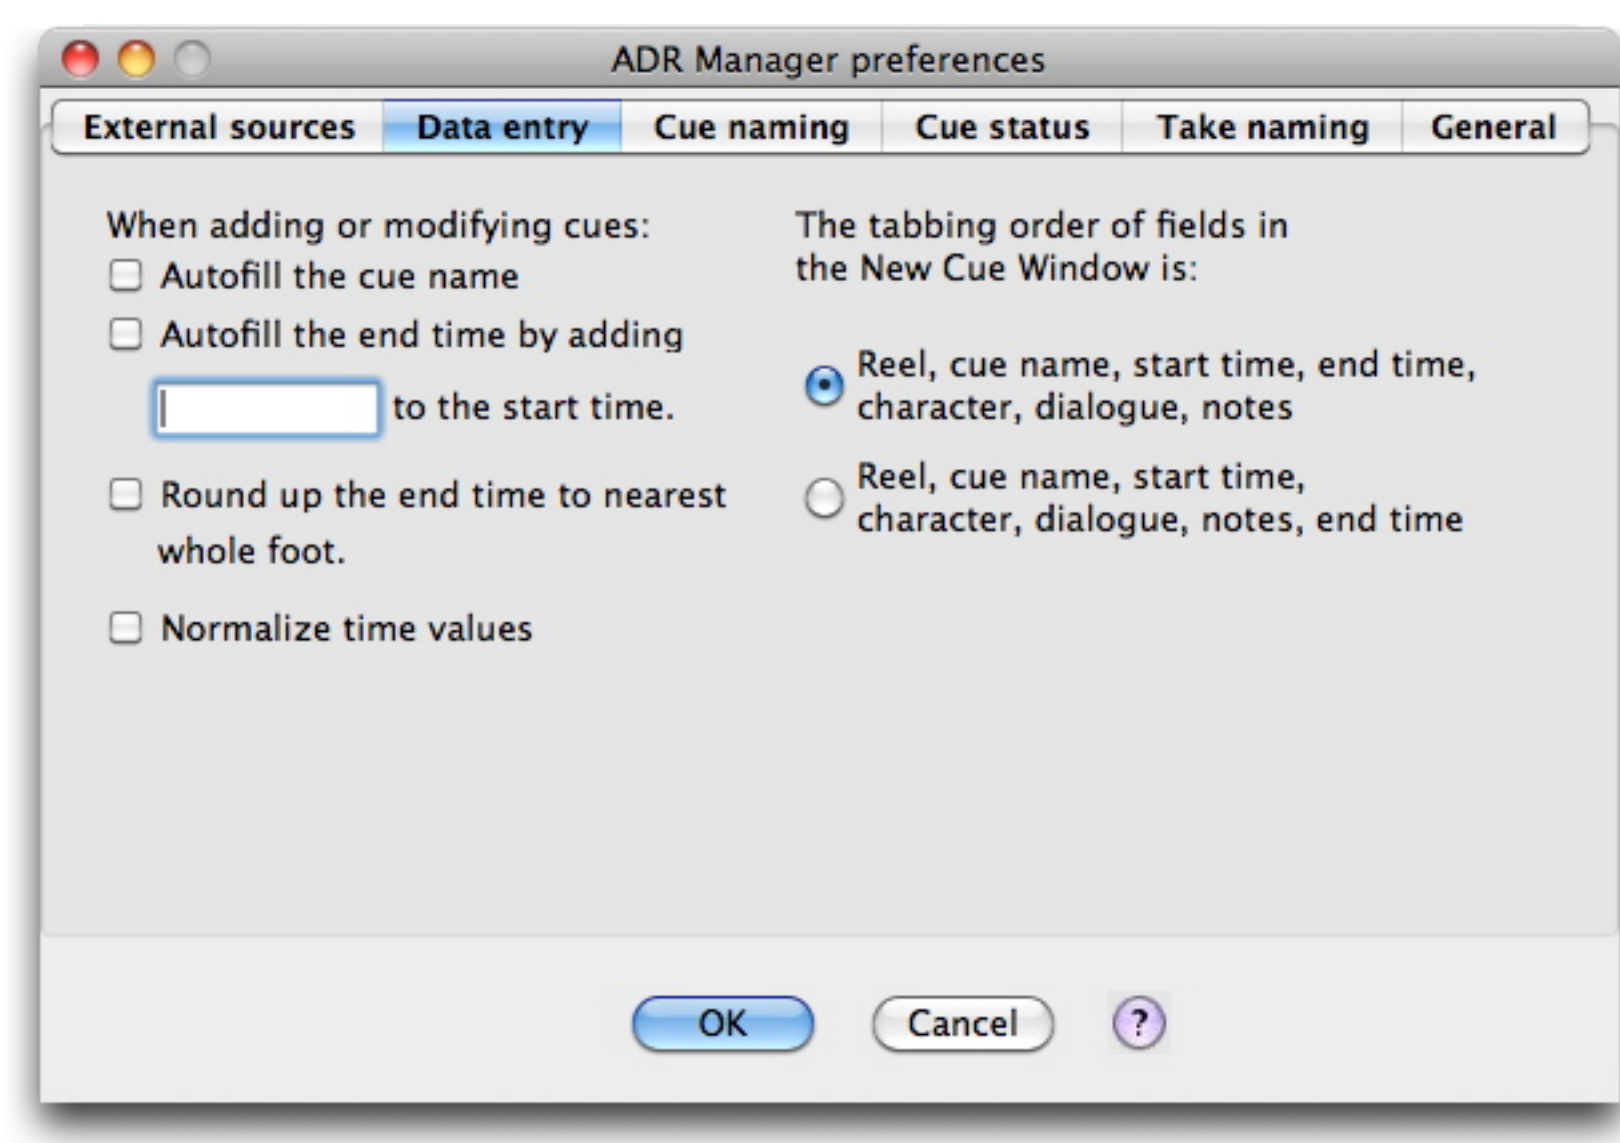 ADR Manager preferences
External sources Data entry Cue naming Cue status Take naming General
When adding or modifying cues:
Autofill the cue name
Autofill the end time by adding
to the start time.
Round up the end time to nearest
whole foot.
Normalize time values
The tabbing order of fields in
the New Cue Window is:
Reel, cue name, start time, end time,
character, dialogue, notes
Reel, cue name, start time,
character, dialogue, notes, end time
OK Cancel ?